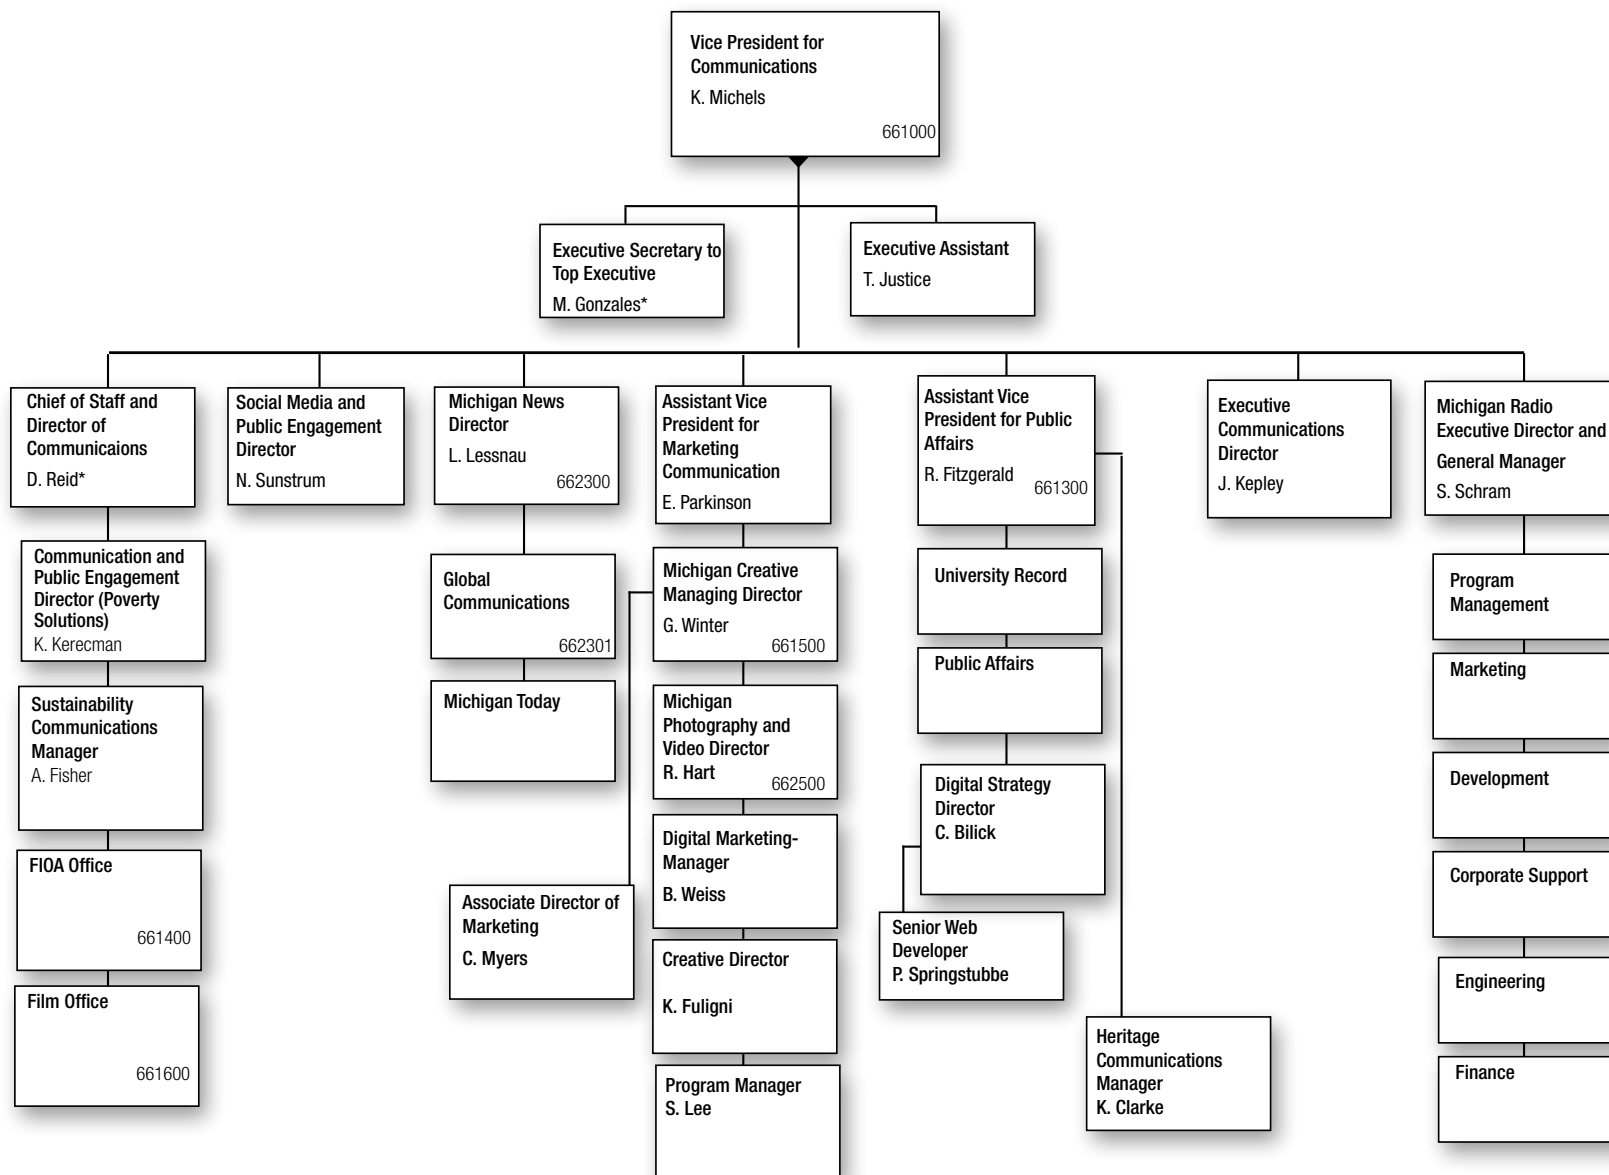 Vice President for
Communications
K. Michels
661000
Executive Secretary to
Top Executive
M. Gonzales*
Executive Assistant
T. Justice
Chief of Staff and
Director of
Communicaions
D. Reid*
Social Media and
Public Engagement
Director
N. Sunstrum
Michigan News
Director
L. Lessnau
662300
Assistant Vice
President for
Marketing
Communication
E. Parkinson
Assistant Vice
President for Public
Affairs
R. Fitzgerald
661300
Executive
Communications
Director
J. Kepley
Michigan Radio
Executive Director and
General Manager
S. Schram
Communication and
Public Engagement
Director (Poverty
Solutions)
K. Kerecman
Sustainability
Communications
Manager
A. Fisher
FIOA Office
661400
Film Office
661600
Global
Communications
662301
Michigan Today
Michigan Creative
Managing Director
G. Winter
661500
Michigan
Photography and
Video Director
R. Hart
662500
Digital Marketing-
Manager
B. Weiss
Associate Director of
Marketing
C. Myers
Creative Director
K. Fuligni
Program Manager
S. Lee
University Record
Public Affairs
Digital Strategy
Director
C. Bilick
Senior Web
Developer
P. Springstubbe
Heritage
Communications
Manager
K. Clarke
Program
Management
Marketing
Development
Corporate Support
Engineering
Finance